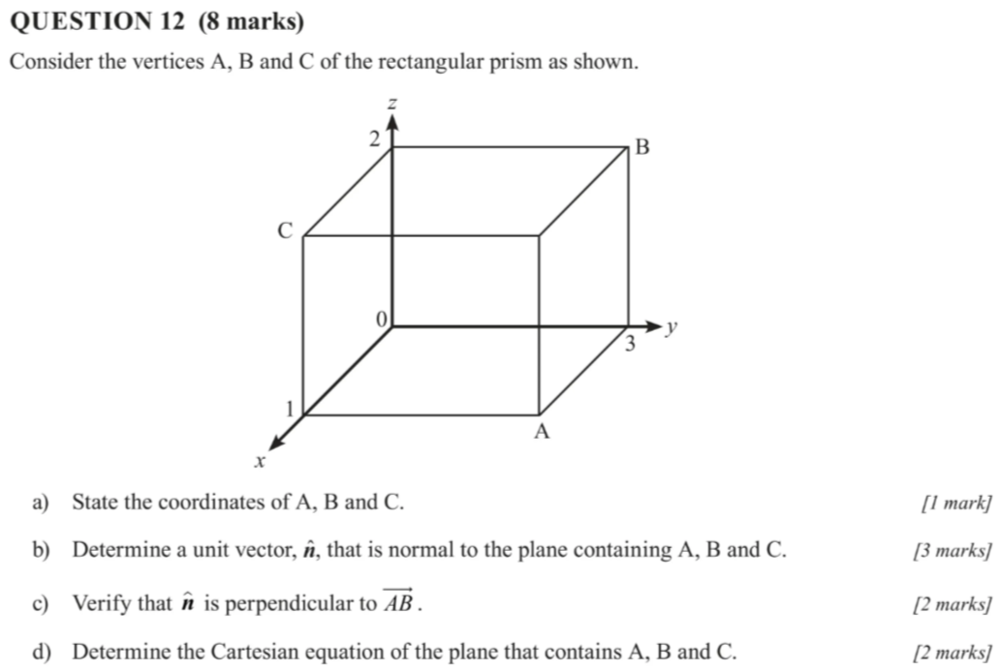 QUESTION 12 (8 marks)
Consider the vertices A, B and C of the rectangular prism as shown.
z
2
B
C
0
y
3
1
A
x
a) State the coordinates of A, B and C. [1 mark]
b) Determine a unit vector, n̂, that is normal to the plane containing A, B and C. [3 marks]
c) Verify that n̂ is perpendicular to \overrightarrow{AB}. [2 marks]
d) Determine the Cartesian equation of the plane that contains A, B and C. [2 marks]